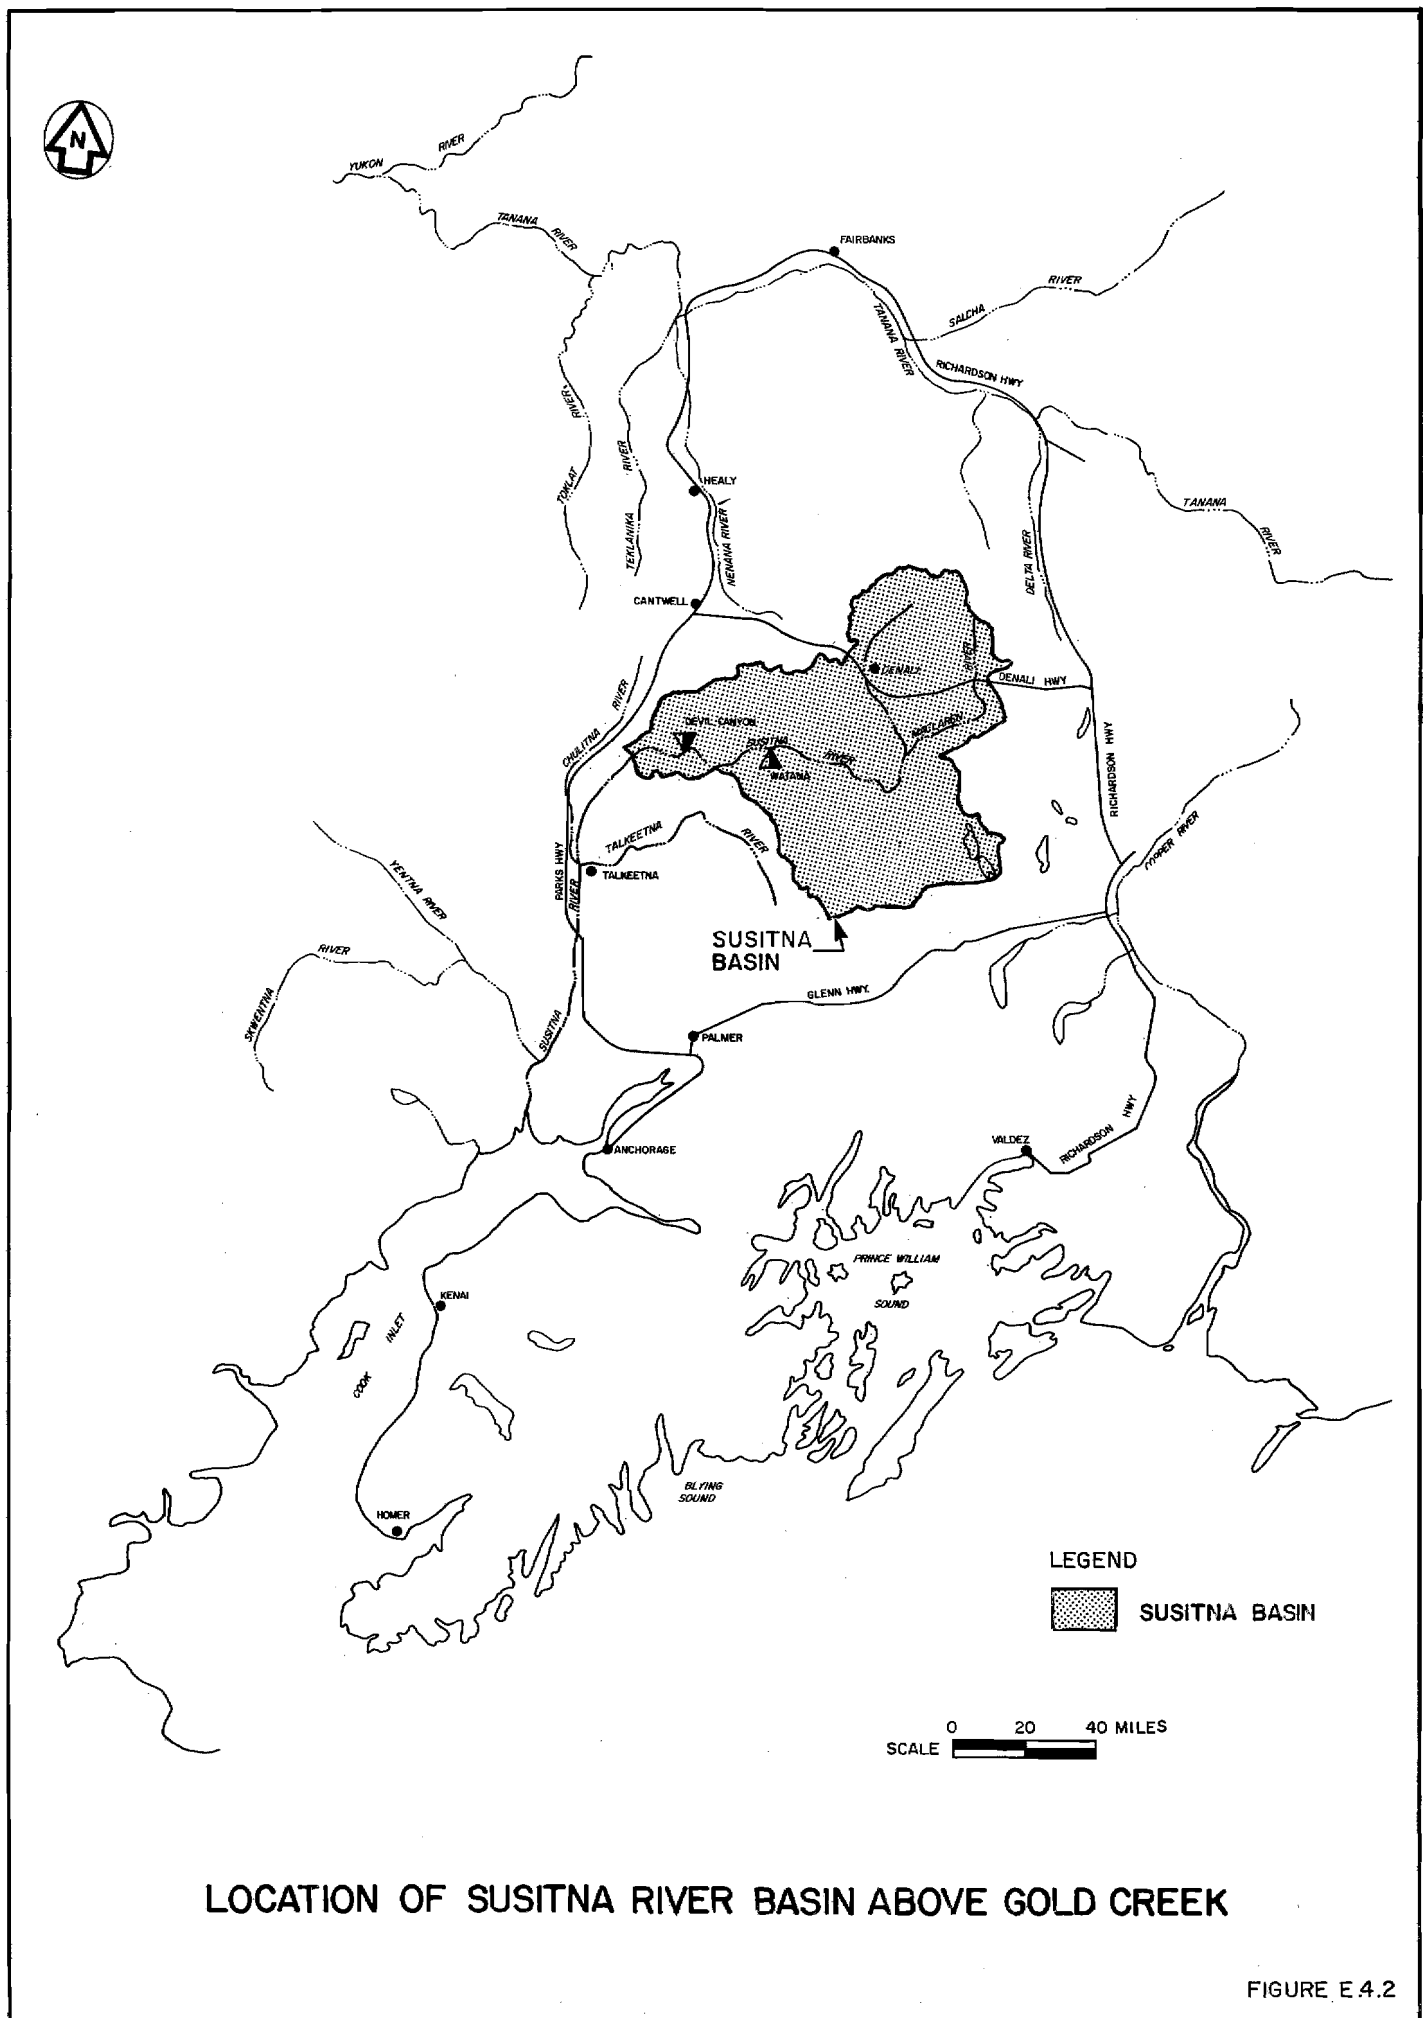 N
YUKON RIVER
TANANA RIVER
FAIRBANKS
SALCHA RIVER
TANANA RIVER
RICHARDSON HWY
TOKLAT RIVER
TEKLANIKA RIVER
HEALY
NENANA RIVER
TANANA RIVER
DELTA RIVER
CANTWELL
DENALI
RIVER
DENALI HWY
CHULITNA RIVER
DEVIL CANYON
SUSITNA RIVER
MACLAREN
WATANA
RICHARDSON HWY
COPPER RIVER
TALKEETNA RIVER
PARKS HWY
TALKEETNA
RIVER
YENTNA RIVER
SUSITNA
BASIN
SKWENTNA RIVER
GLENN HWY.
SUSITNA
PALMER
ANCHORAGE
VALDEZ
RICHARDSON HWY
PRINCE WILLIAM
SOUND
KENAI
COOK INLET
BLYING
SOUND
HOMER
LEGEND
SUSITNA BASIN
0 20 40 MILES
SCALE
LOCATION OF SUSITNA RIVER BASIN ABOVE GOLD CREEK
FIGURE E.4.2